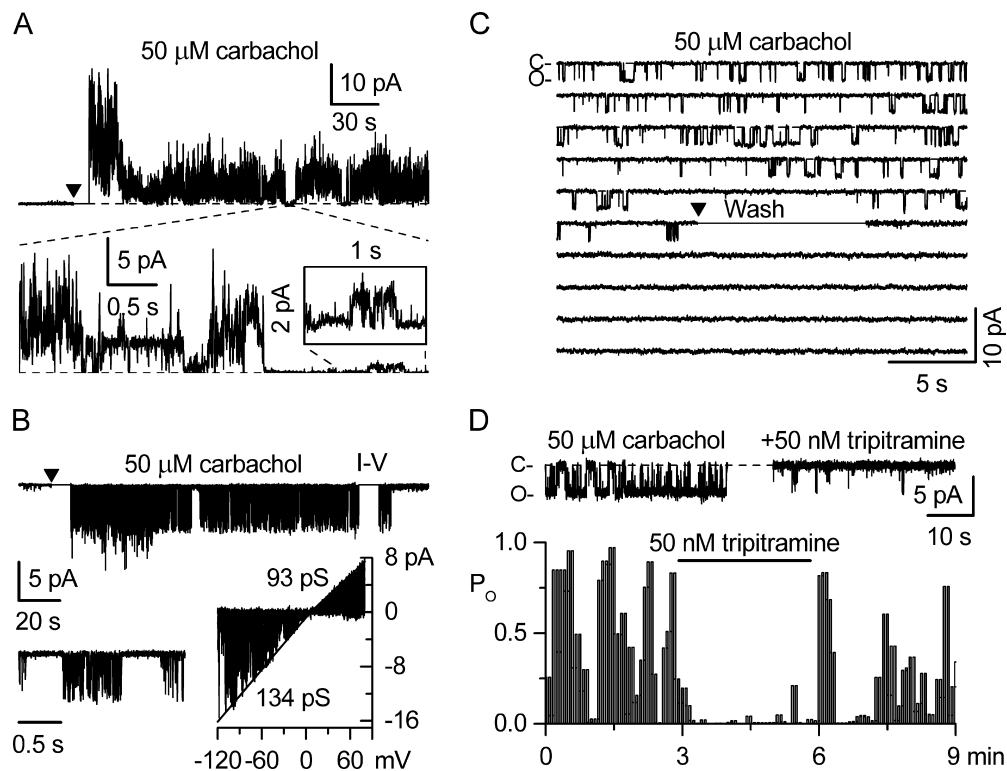 A
50 μM carbachol
10 pA
30 s
5 pA
0.5 s
1 s
2 pA
B
50 μM carbachol
I-V
5 pA
20 s
0.5 s
93 pS
134 pS
8 pA
0
-8
-16
-120 -60 0 60 mV
C
50 μM carbachol
C-
O-
Wash
10 pA
5 s
D
50 μM carbachol
+50 nM tripitramine
C-
O-
5 pA
10 s
50 nM tripitramine
1.0
PO
0.5
0.0
0 3 6 9 min